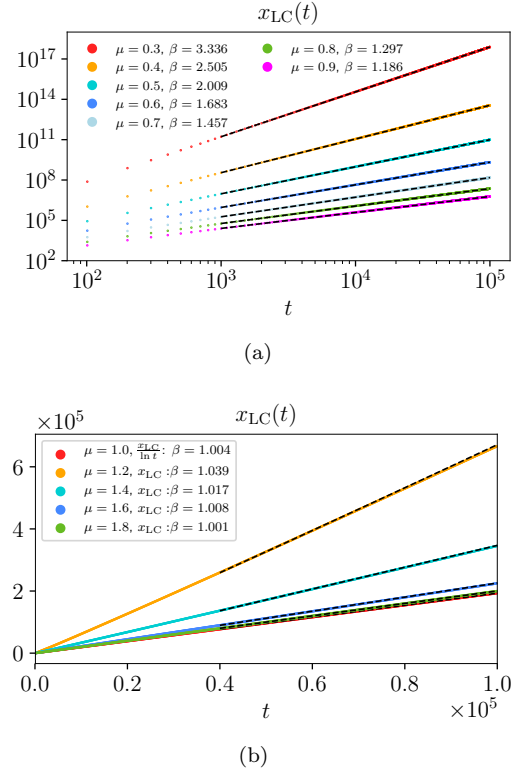 x_LC(t)
10^17
10^14
10^11
10^8
10^5
10^2
μ = 0.3, β = 3.336
μ = 0.4, β = 2.505
μ = 0.5, β = 2.009
μ = 0.6, β = 1.683
μ = 0.7, β = 1.457
μ = 0.8, β = 1.297
μ = 0.9, β = 1.186
10^2 10^3 10^4 10^5
t
(a)
×10^5 x_LC(t)
6
4
2
0
μ = 1.0, x_LC/ln t: β = 1.004
μ = 1.2, x_LC :β = 1.039
μ = 1.4, x_LC :β = 1.017
μ = 1.6, x_LC :β = 1.008
μ = 1.8, x_LC :β = 1.001
0.0 0.2 0.4 0.6 0.8 1.0
t ×10^5
(b)